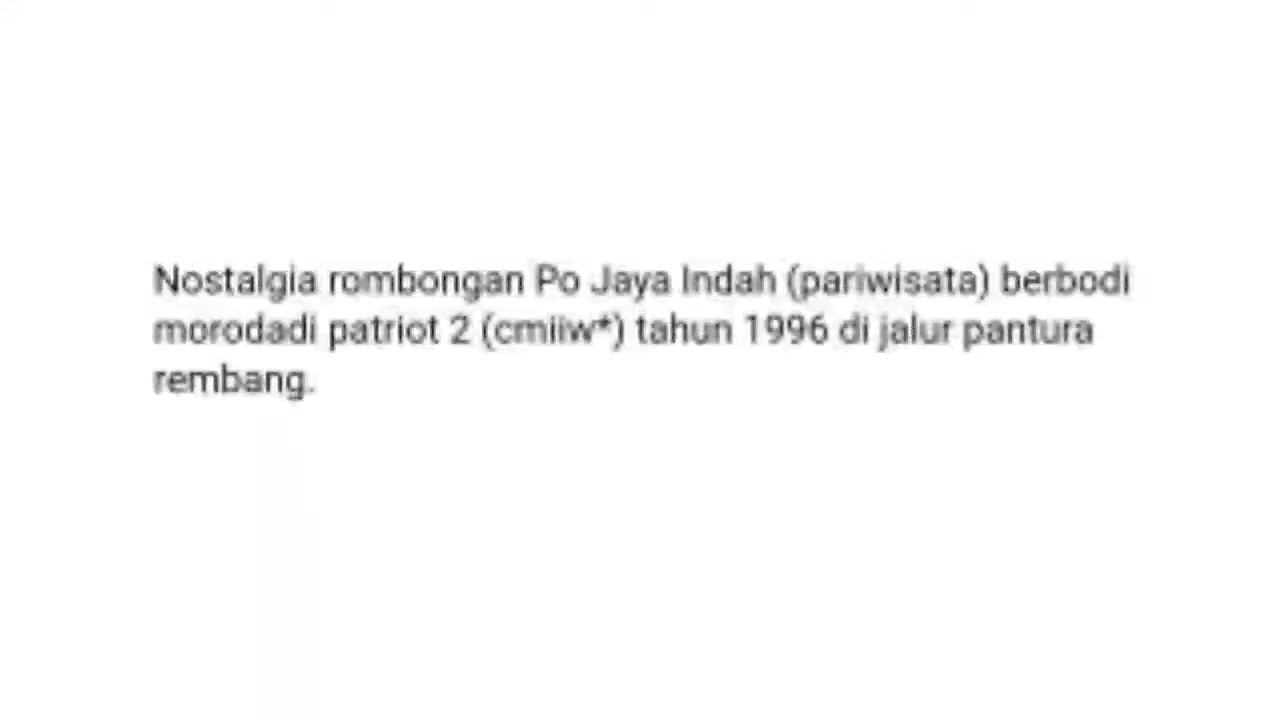 Nostalgia rombongan Po Jaya Indah (pariwisata) berbodi
morodadi patriot 2 (cmiiw*) tahun 1996 di jalur pantura
rembang.